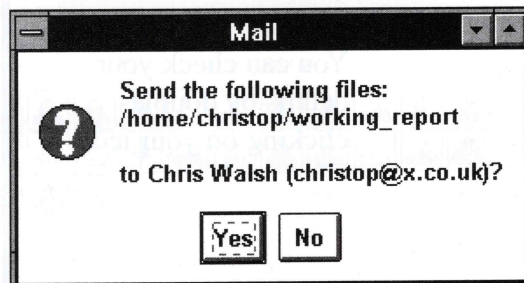 Mail
Send the following files:
/home/christop/working_report
to Chris Walsh (christop@x.co.uk)?
Yes No